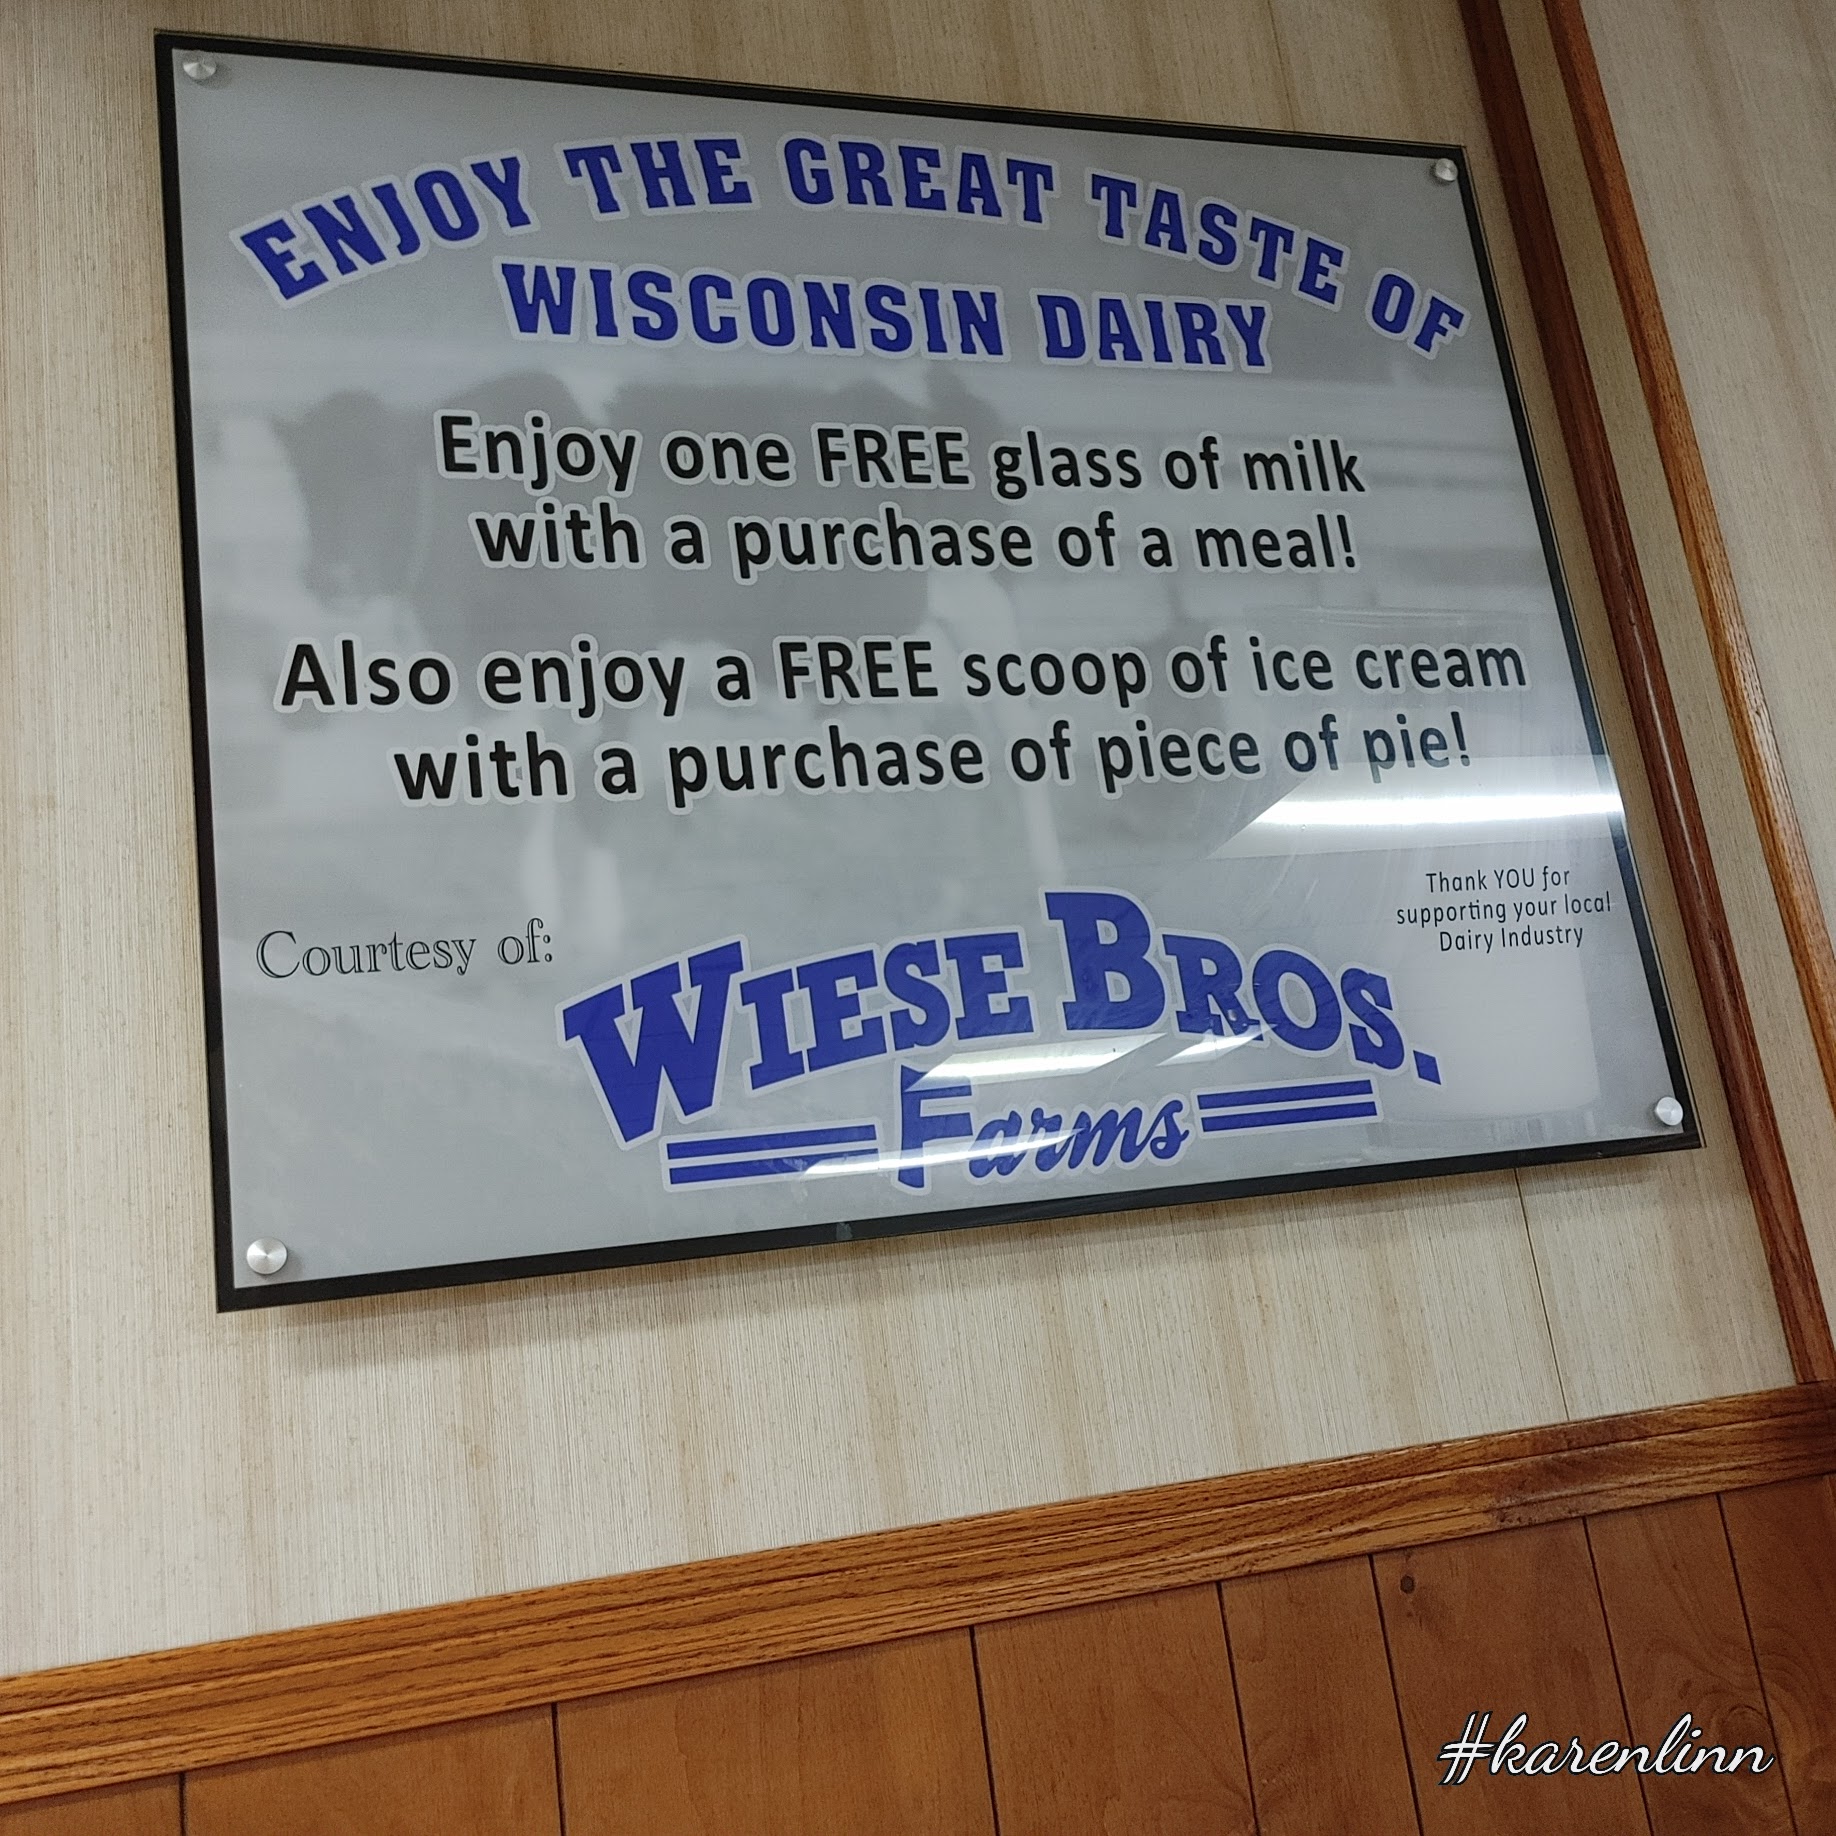 ENJOY THE GREAT TASTE OF
WISCONSIN DAIRY
Enjoy one FREE glass of milk
with a purchase of a meal!
Also enjoy a FREE scoop of ice cream
with a purchase of piece of pie!
Thank YOU for
supporting your local
Dairy Industry
Courtesy of:
WIESE BROS.
Farms
#karenlinn